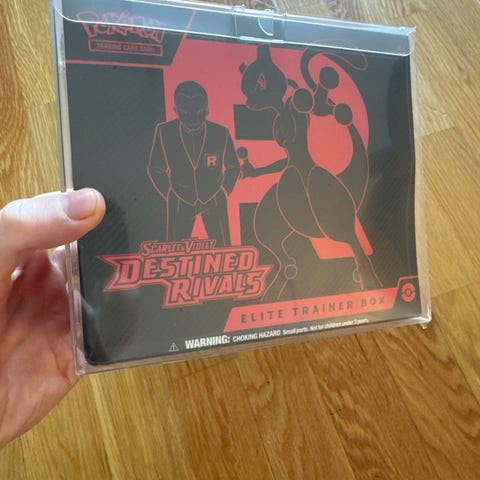 Pokémon
TRADING CARD GAME
R
SCARLET & VIOLET
DESTINED
RIVALS
ELITE TRAINER BOX
⚠ WARNING: CHOKING HAZARD Small parts. Not for children under 3 years.